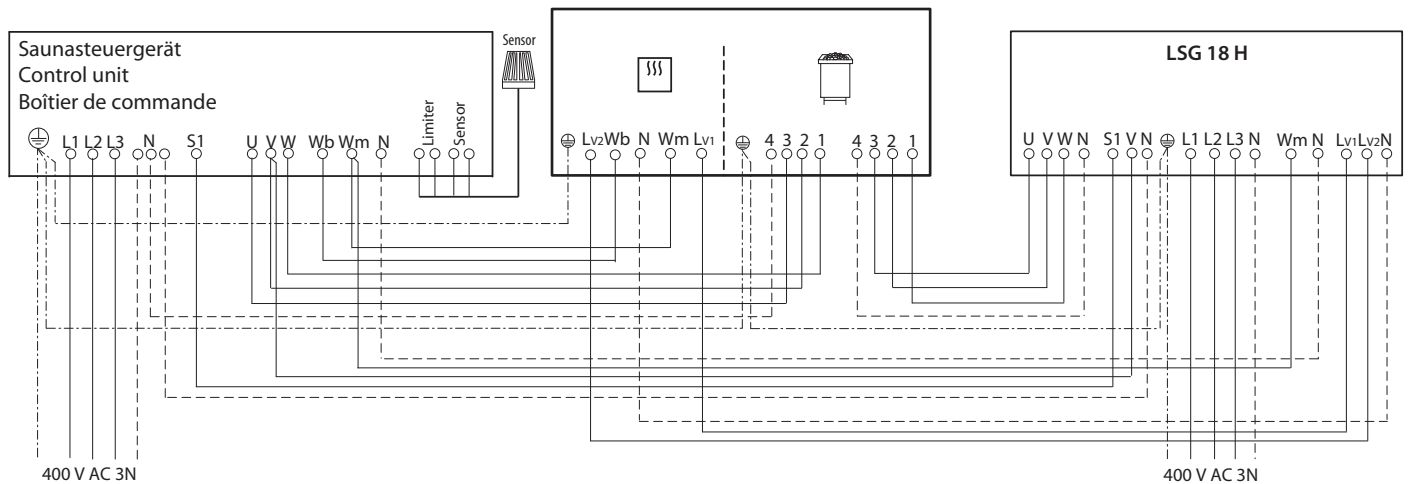 Saunasteuergerät
Control unit
Boîtier de commande
L1 L2 L3 N S1 U V W Wb Wm N
Limiter
Sensor
Sensor
LV2 Wb N Wm LV1 4 3 2 1 4 3 2 1
LSG 18 H
U V W N S1 V N L1 L2 L3 N Wm N LV1 LV2 N
400 V AC 3N
400 V AC 3N